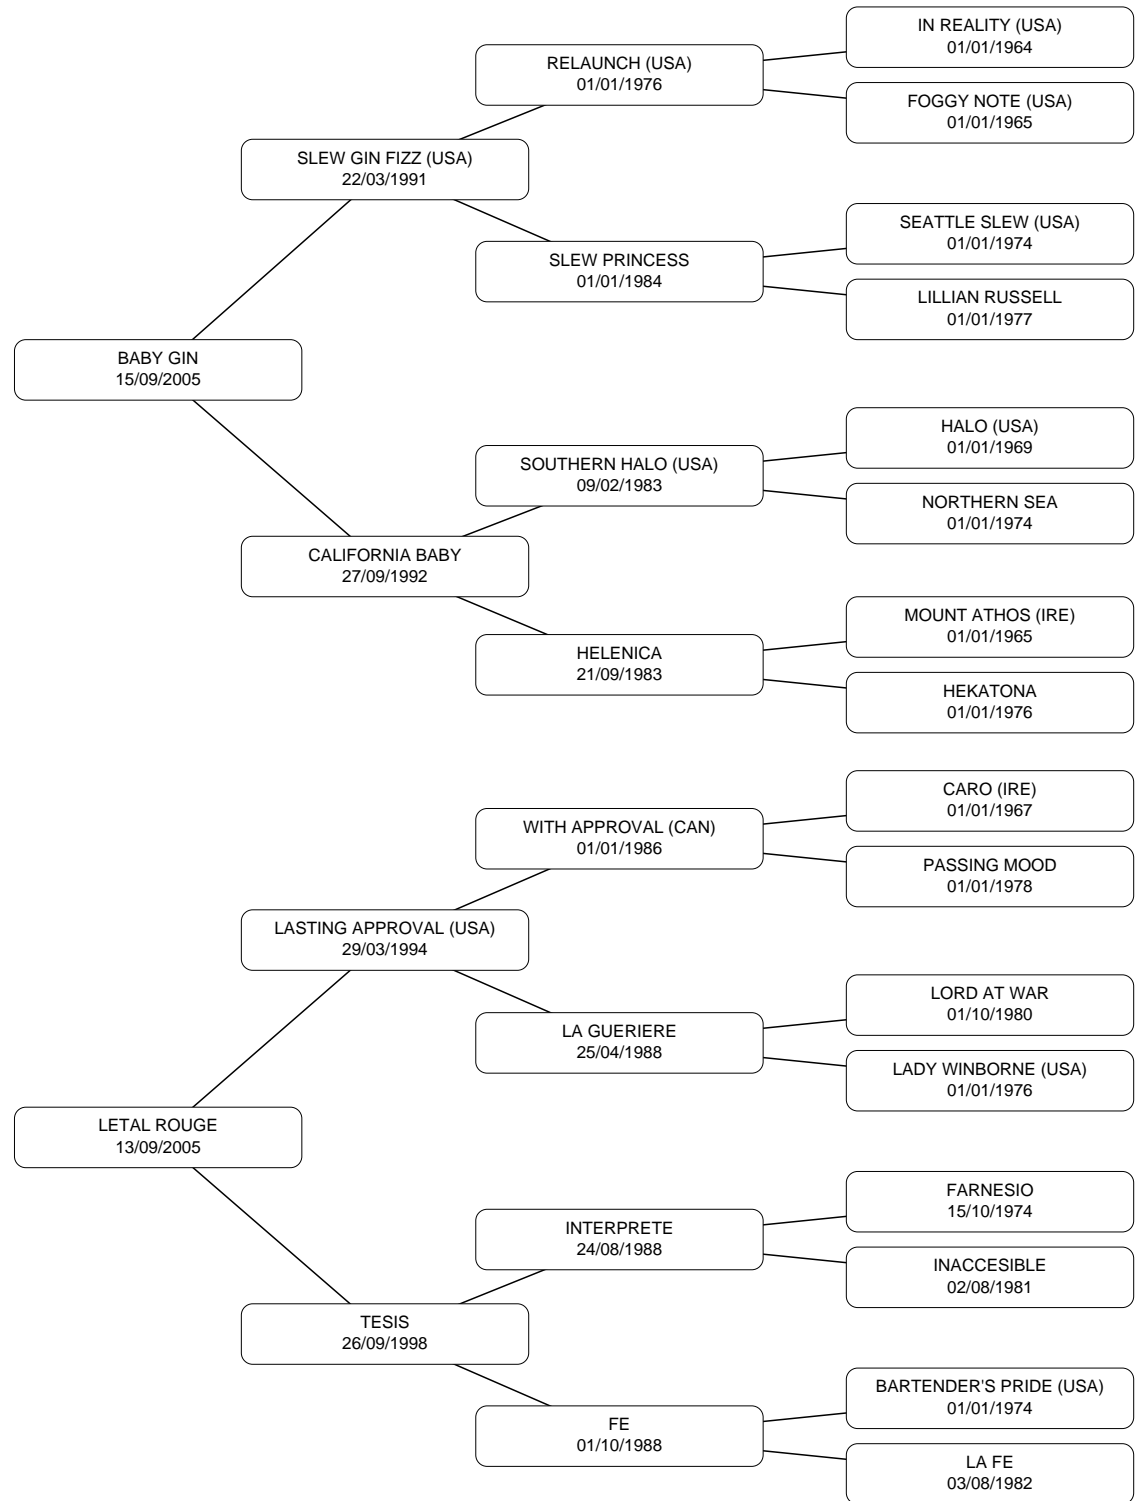 IN REALITY (USA)
01/01/1964
RELAUNCH (USA)
01/01/1976
FOGGY NOTE (USA)
01/01/1965
SLEW GIN FIZZ (USA)
22/03/1991
SEATTLE SLEW (USA)
01/01/1974
SLEW PRINCESS
01/01/1984
LILLIAN RUSSELL
01/01/1977
BABY GIN
15/09/2005
HALO (USA)
01/01/1969
SOUTHERN HALO (USA)
09/02/1983
NORTHERN SEA
01/01/1974
CALIFORNIA BABY
27/09/1992
MOUNT ATHOS (IRE)
01/01/1965
HELENICA
21/09/1983
HEKATONA
01/01/1976
CARO (IRE)
01/01/1967
WITH APPROVAL (CAN)
01/01/1986
PASSING MOOD
01/01/1978
LASTING APPROVAL (USA)
29/03/1994
LORD AT WAR
01/10/1980
LA GUERIERE
25/04/1988
LADY WINBORNE (USA)
01/01/1976
LETAL ROUGE
13/09/2005
FARNESIO
15/10/1974
INTERPRETE
24/08/1988
INACCESIBLE
02/08/1981
TESIS
26/09/1998
BARTENDER'S PRIDE (USA)
01/01/1974
FE
01/10/1988
LA FE
03/08/1982